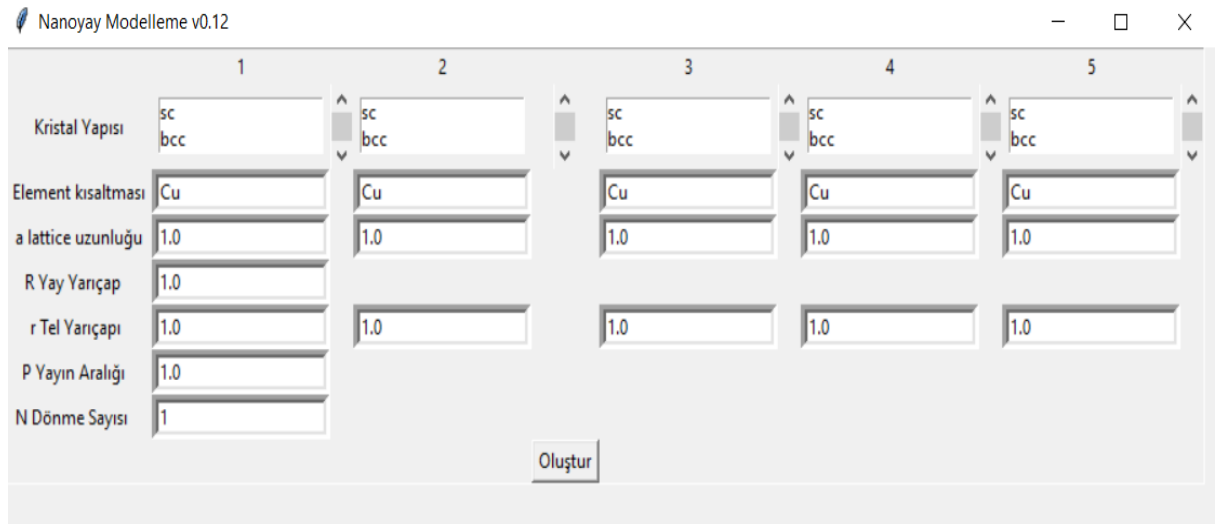 Nanoyay Modelleme v0.12
1 2 3 4 5
Kristal Yapısı sc sc sc sc sc
bcc bcc bcc bcc bcc
Element kısaltması Cu Cu Cu Cu Cu
a lattice uzunluğu 1.0 1.0 1.0 1.0 1.0
R Yay Yarıçap 1.0
r Tel Yarıçapı 1.0 1.0 1.0 1.0 1.0
P Yayın Aralığı 1.0
N Dönme Sayısı 1
Oluştur